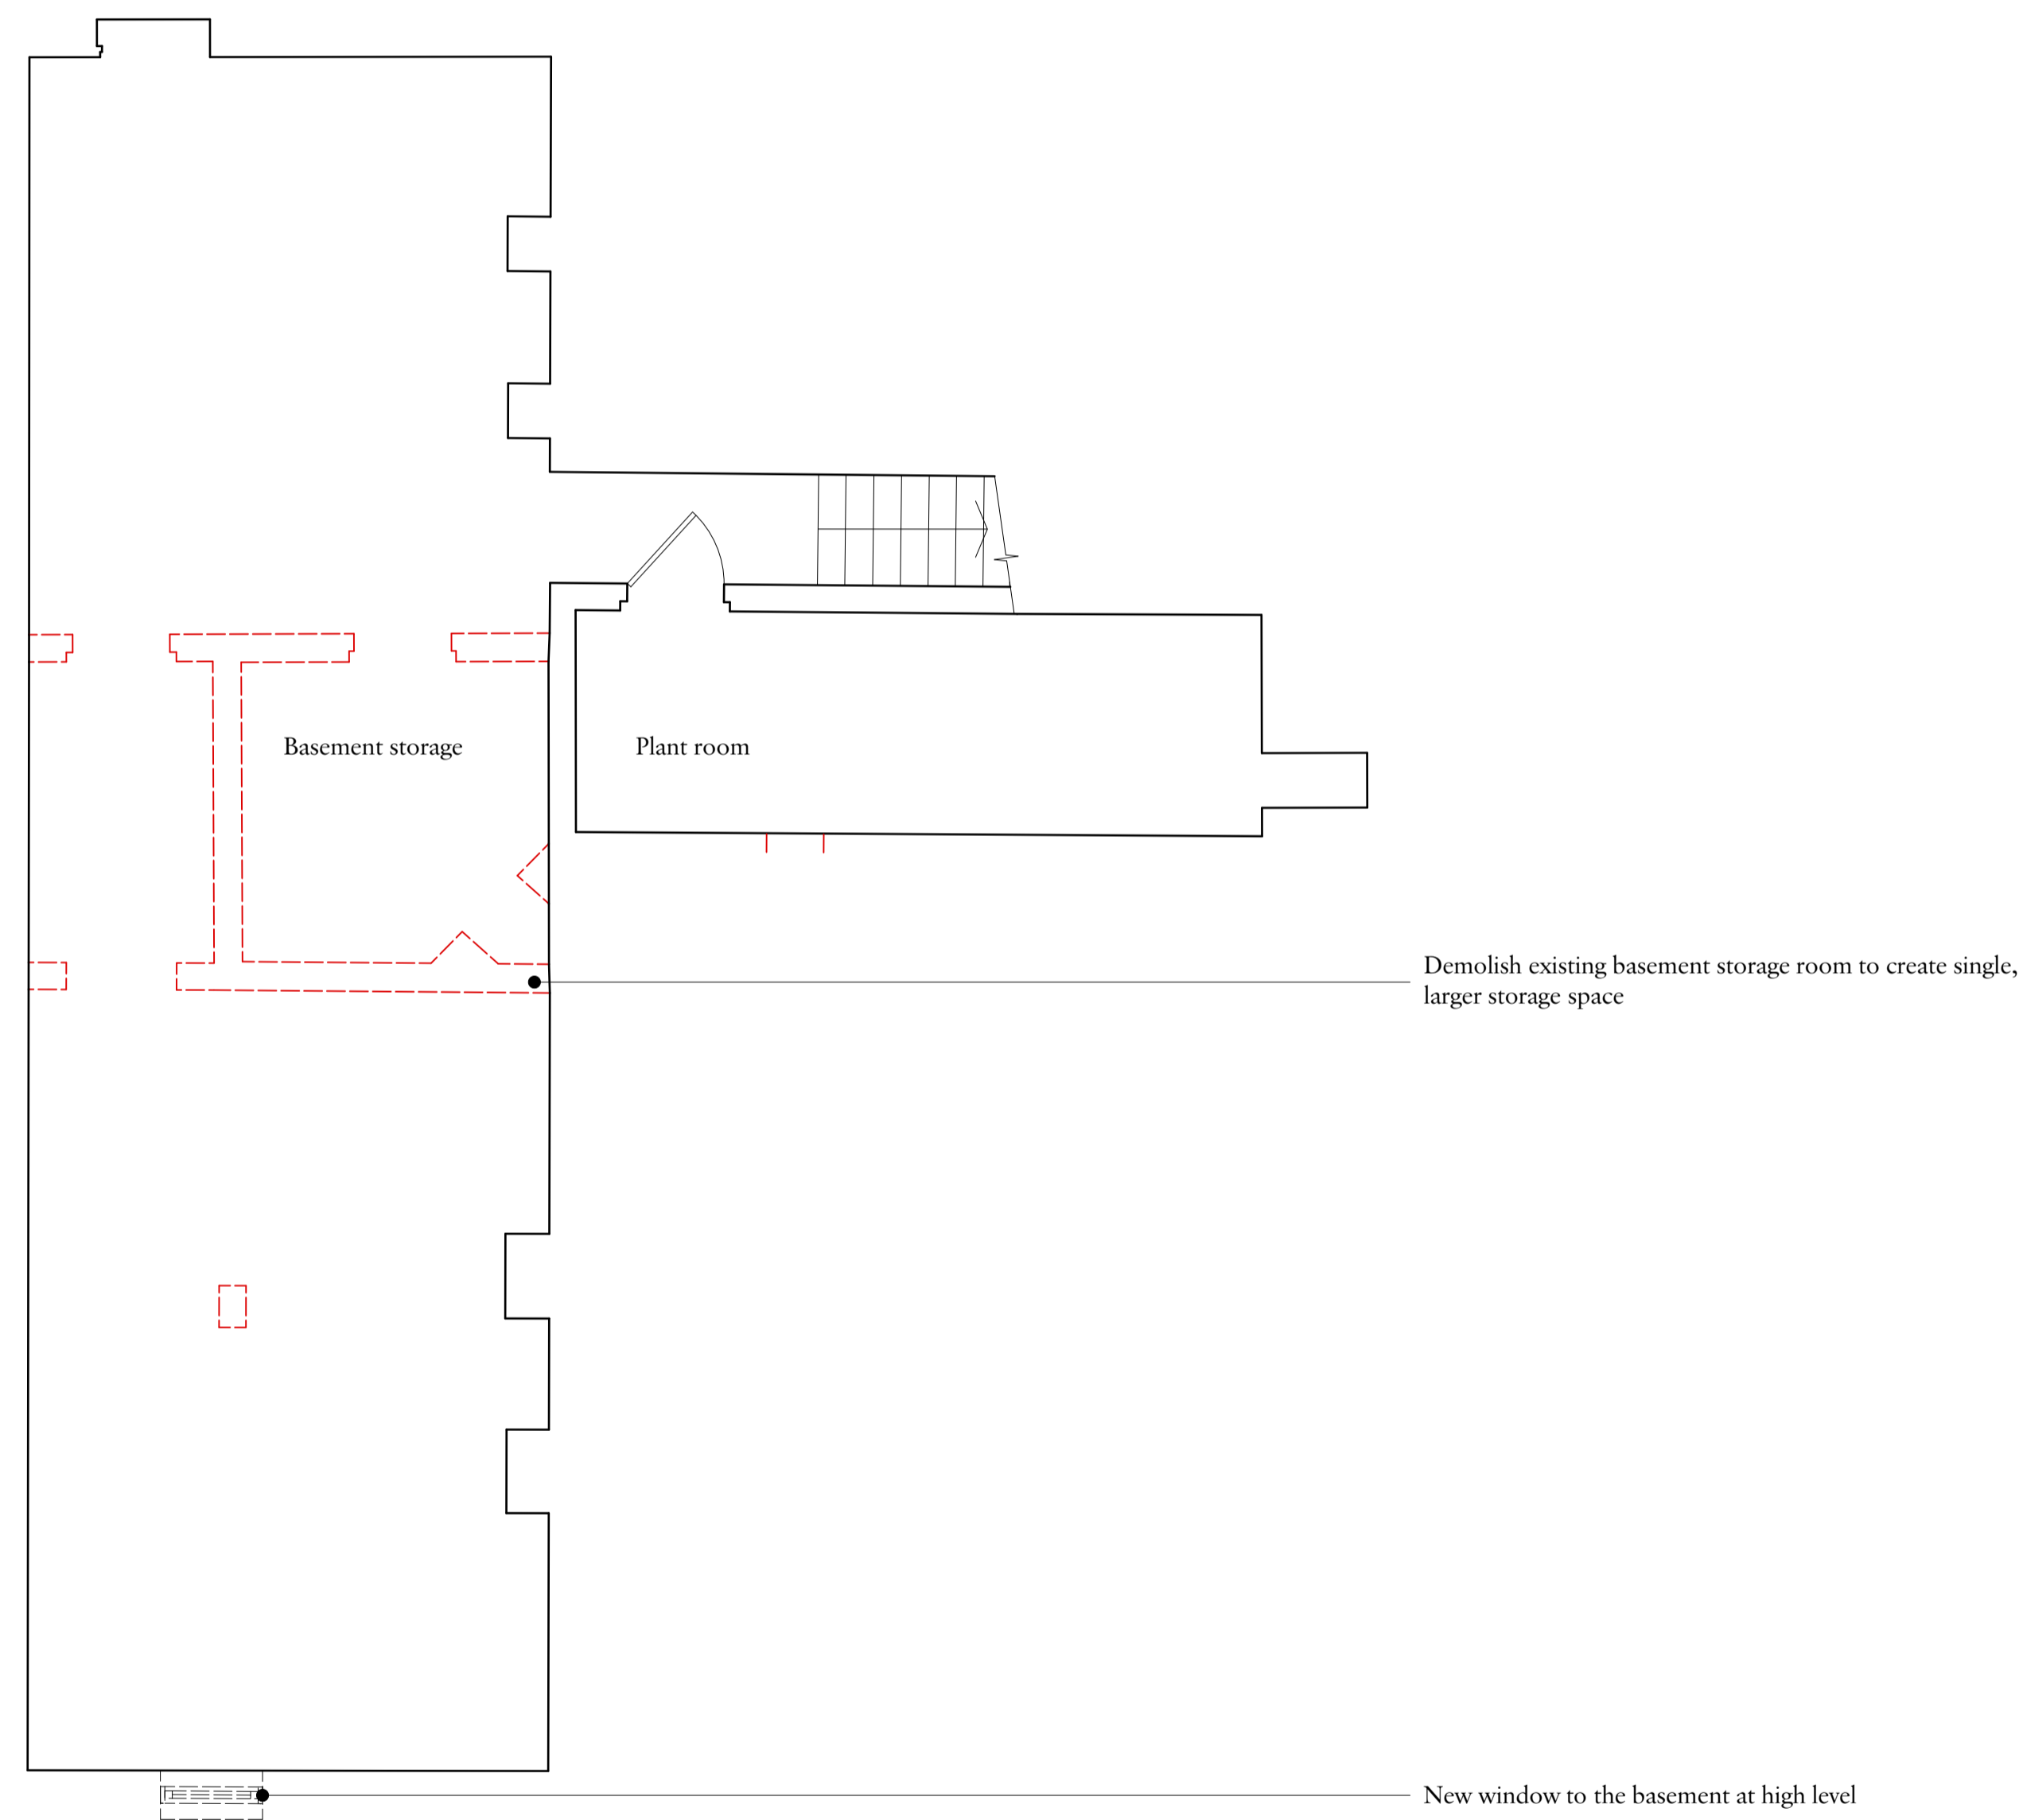 Basement storage
Plant room
Demolish existing basement storage room to create single,
larger storage space
New window to the basement at high level